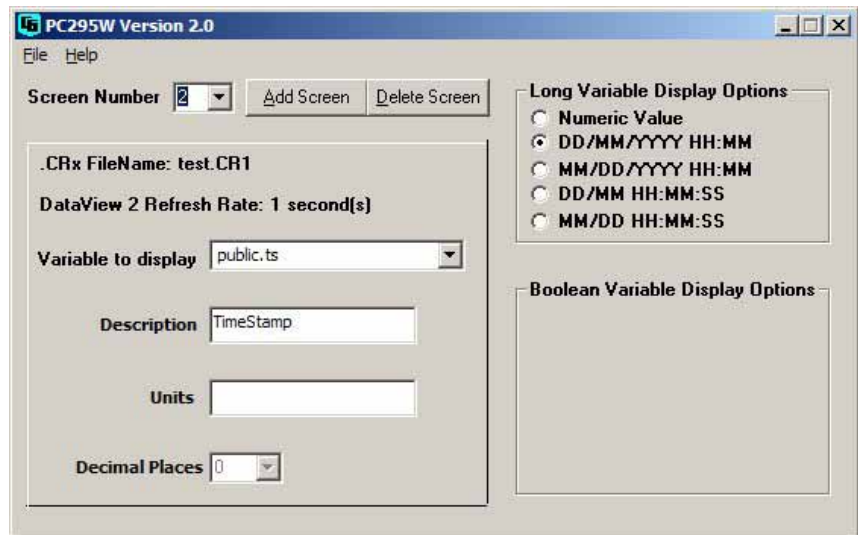 PC295W Version 2.0
File Help
Screen Number 2 Add Screen Delete Screen
.CRx FileName: test.CR1
DataView 2 Refresh Rate: 1 second(s)
Variable to display public.ts
Description TimeStamp
Units
Decimal Places 0
Long Variable Display Options
Numeric Value
DD/MM/YYYY HH:MM
MM/DD/YYYY HH:MM
DD/MM HH:MM:SS
MM/DD HH:MM:SS
Boolean Variable Display Options